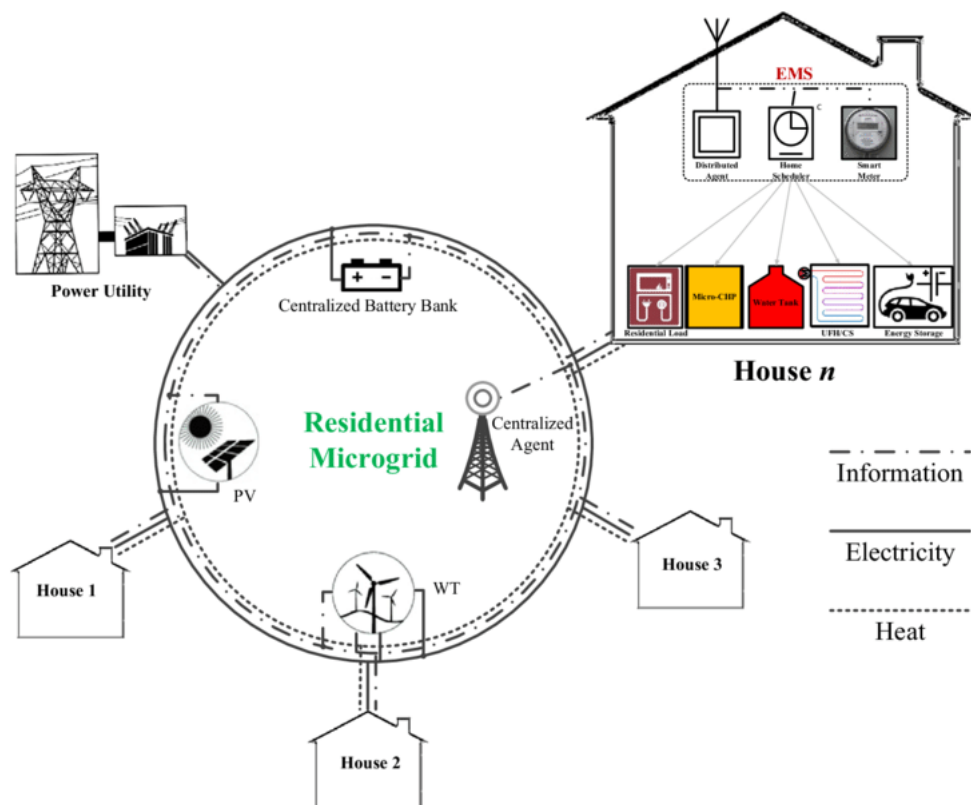 EMS
C
Distributed
Agent
Home
Scheduler
Smart
Meter
Micro-CHP
Water Tank
Residential Load
UFH/CS
Energy Storage
House n
Power Utility
Centralized Battery Bank
Residential
Microgrid
Centralized
Agent
PV
WT
House 1
House 2
House 3
Information
Electricity
Heat